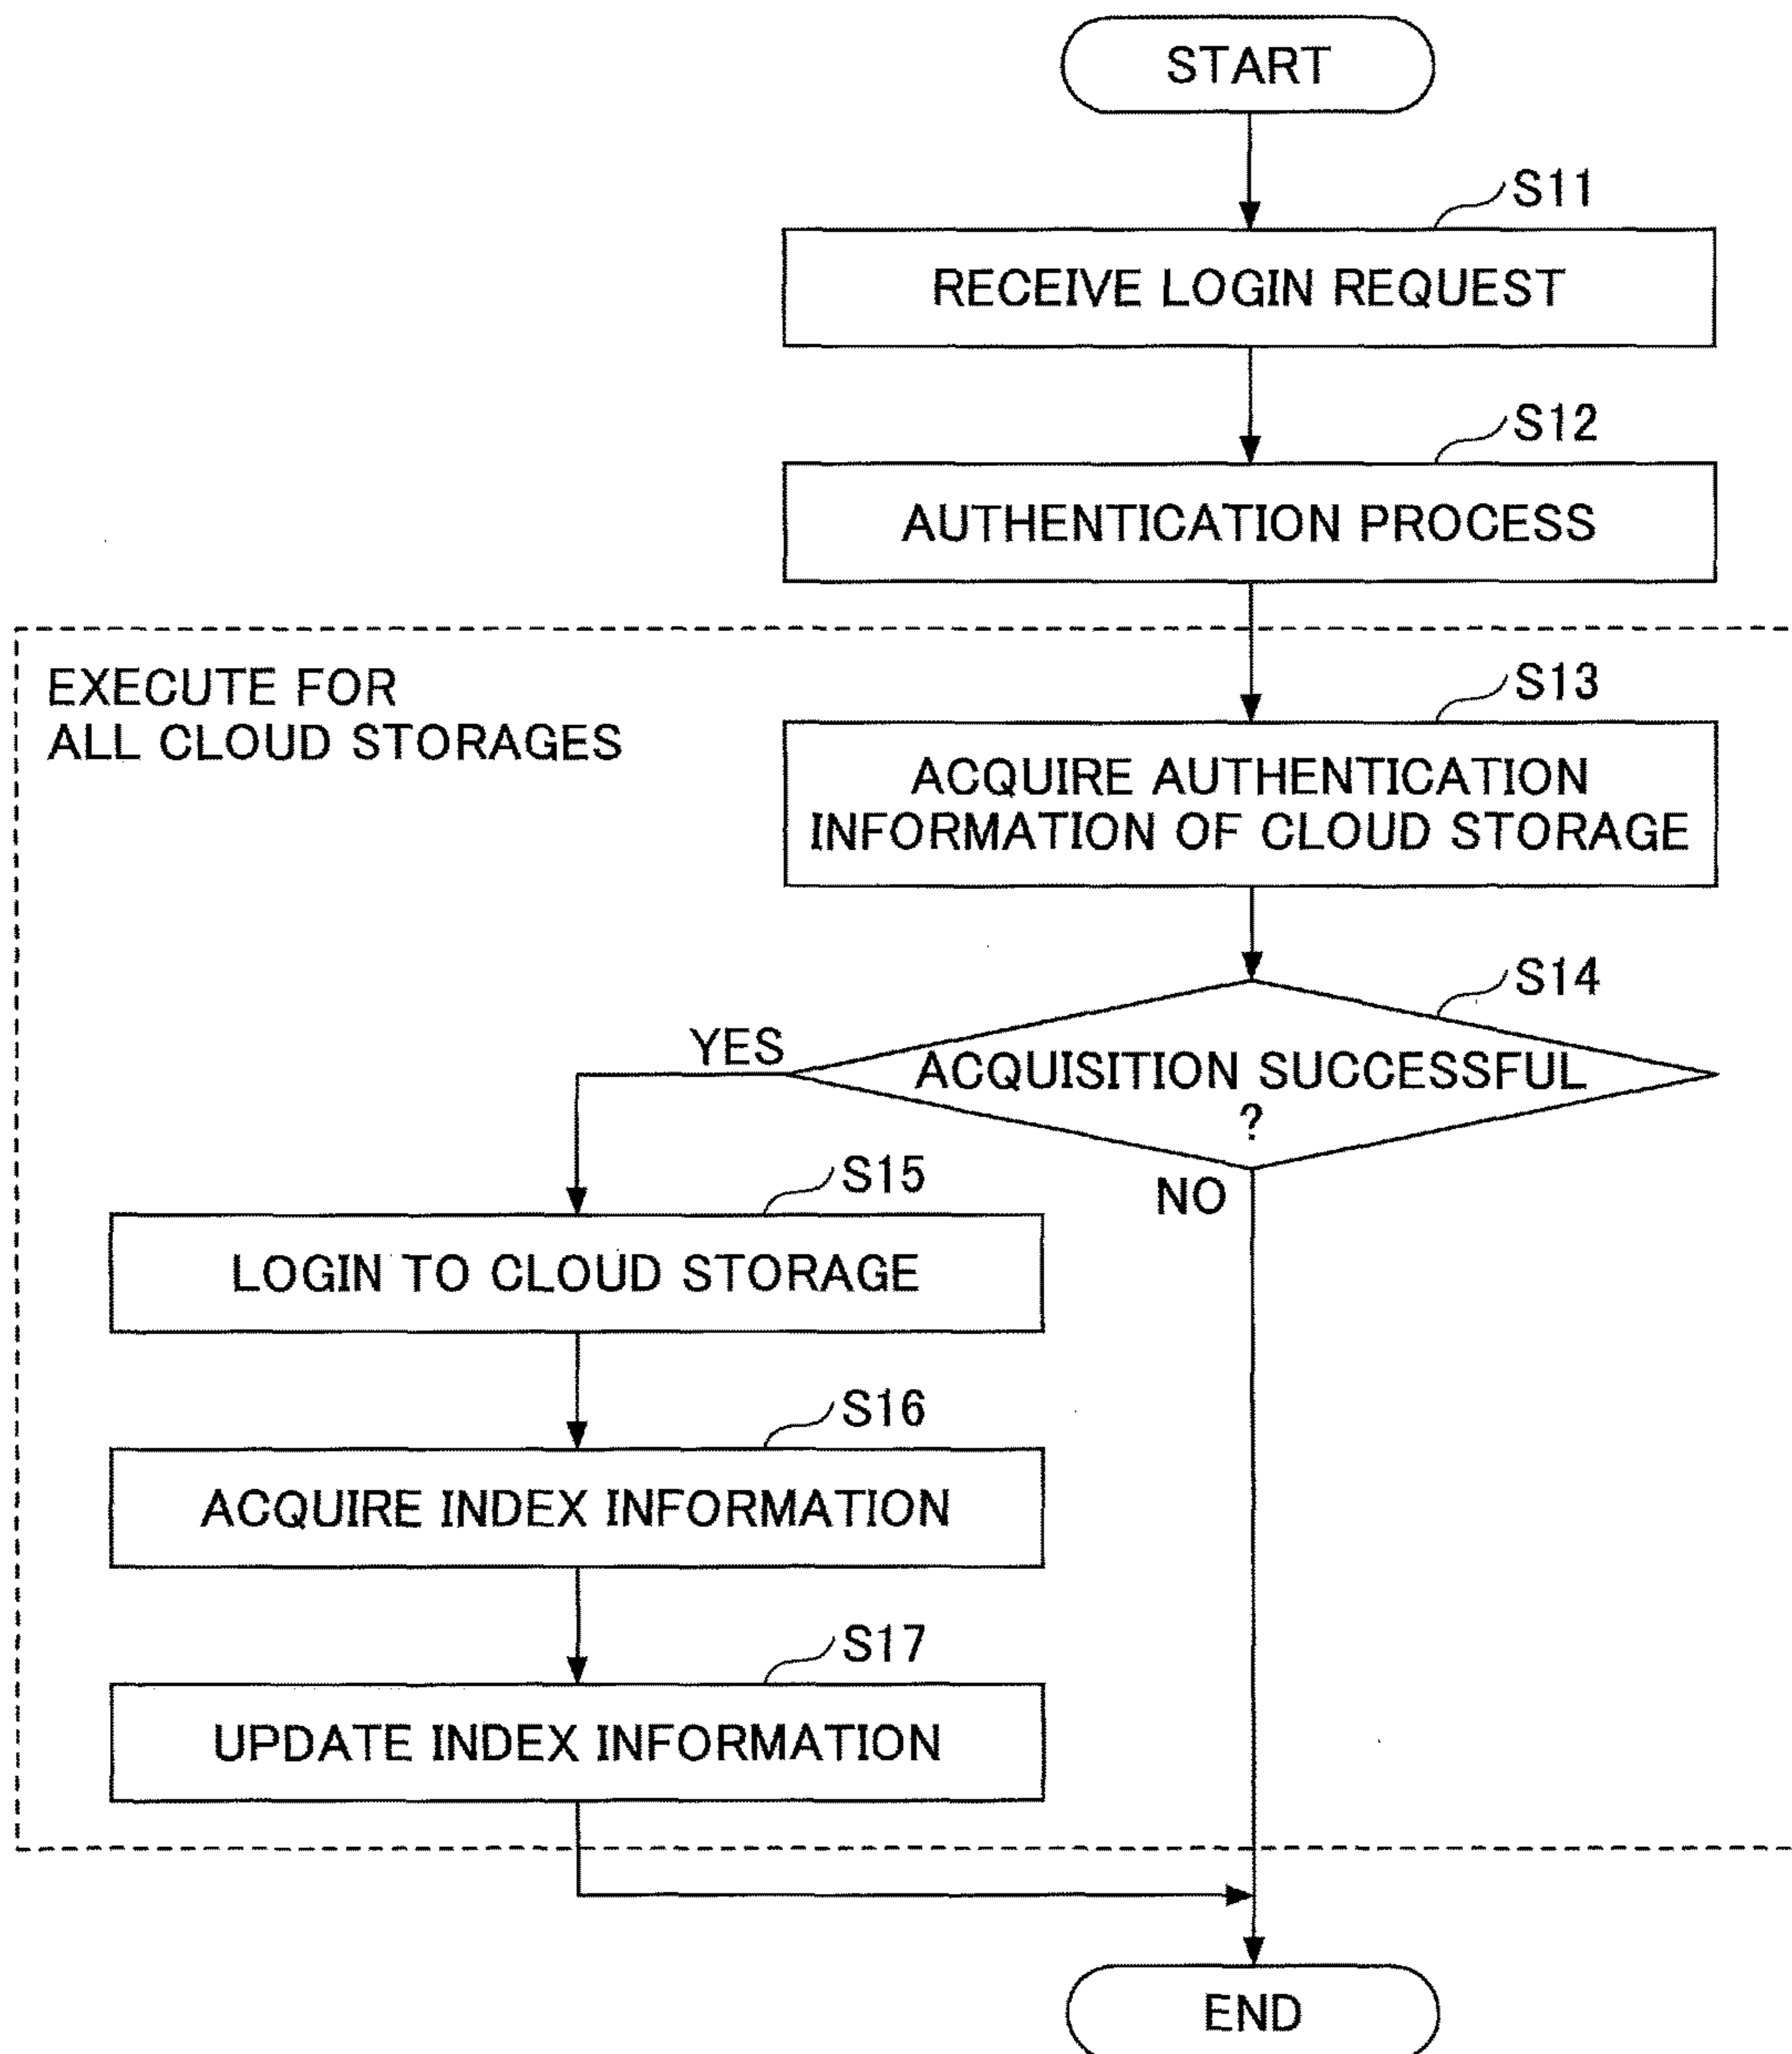 START
S11
RECEIVE LOGIN REQUEST
S12
AUTHENTICATION PROCESS
EXECUTE FOR
ALL CLOUD STORAGES
S13
ACQUIRE AUTHENTICATION
INFORMATION OF CLOUD STORAGE
S14
YES
ACQUISITION SUCCESSFUL
?
NO
S15
LOGIN TO CLOUD STORAGE
S16
ACQUIRE INDEX INFORMATION
S17
UPDATE INDEX INFORMATION
END